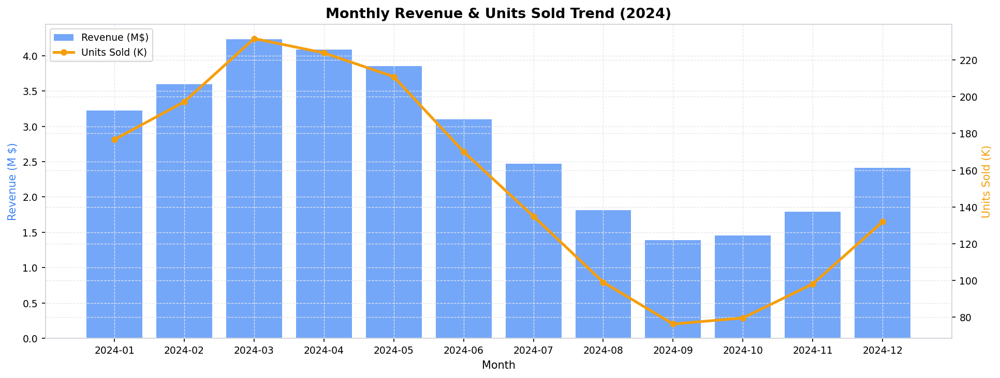 Monthly Revenue & Units Sold Trend (2024)
Revenue (M$)
Units Sold (K)
Revenue (M $)
4.0
3.5
3.0
2.5
2.0
1.5
1.0
0.5
0.0
220
200
180
160
140
120
100
80
Units Sold (K)
2024-01 2024-02 2024-03 2024-04 2024-05 2024-06 2024-07 2024-08 2024-09 2024-10 2024-11 2024-12
Month